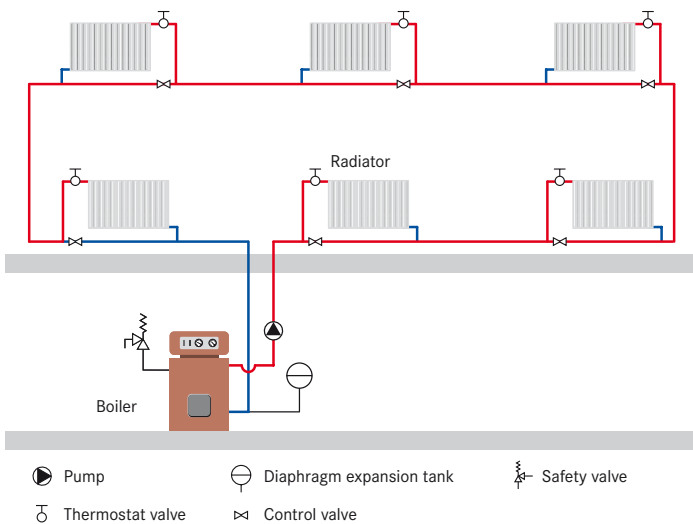 Radiator
Boiler
Pump
Diaphragm expansion tank
Safety valve
Thermostat valve
Control valve